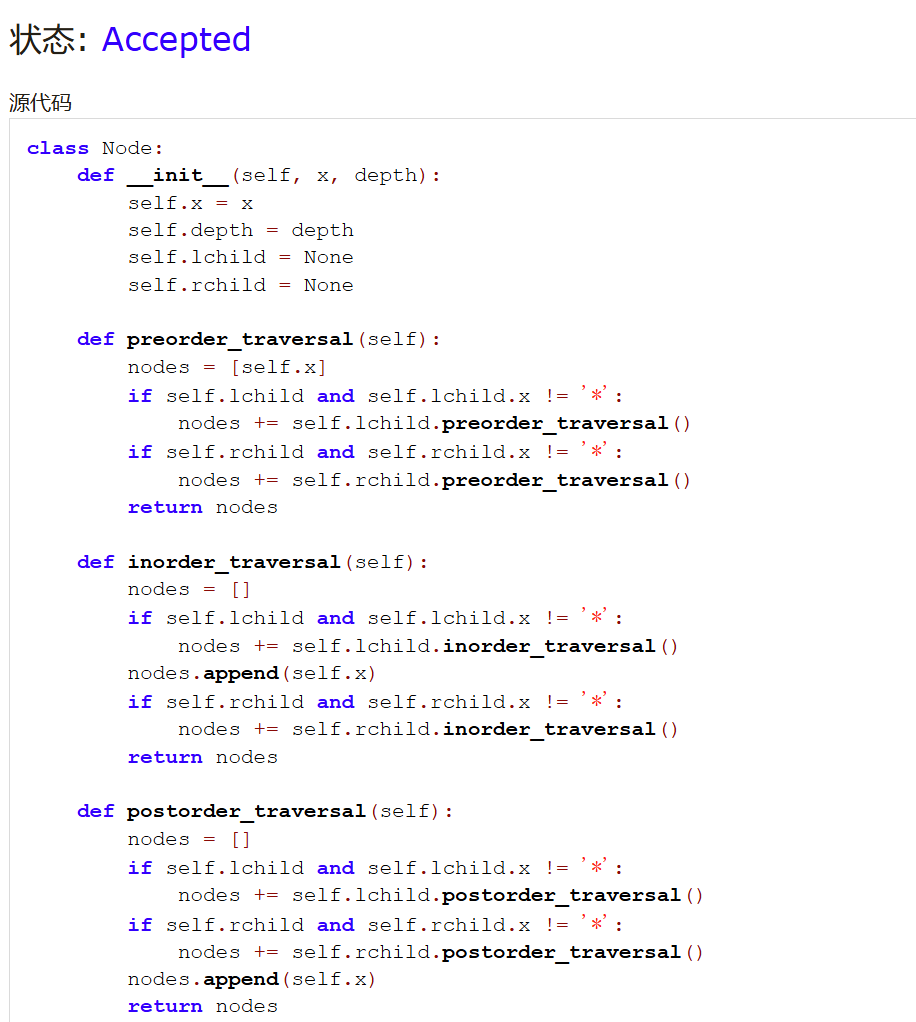 状态: Accepted
源代码
class Node:
    def __init__(self, x, depth):
        self.x = x
        self.depth = depth
        self.lchild = None
        self.rchild = None

    def preorder_traversal(self):
        nodes = [self.x]
        if self.lchild and self.lchild.x != '*':
            nodes += self.lchild.preorder_traversal()
        if self.rchild and self.rchild.x != '*':
            nodes += self.rchild.preorder_traversal()
        return nodes

    def inorder_traversal(self):
        nodes = []
        if self.lchild and self.lchild.x != '*':
            nodes += self.lchild.inorder_traversal()
        nodes.append(self.x)
        if self.rchild and self.rchild.x != '*':
            nodes += self.rchild.inorder_traversal()
        return nodes

    def postorder_traversal(self):
        nodes = []
        if self.lchild and self.lchild.x != '*':
            nodes += self.lchild.postorder_traversal()
        if self.rchild and self.rchild.x != '*':
            nodes += self.rchild.postorder_traversal()
        nodes.append(self.x)
        return nodes